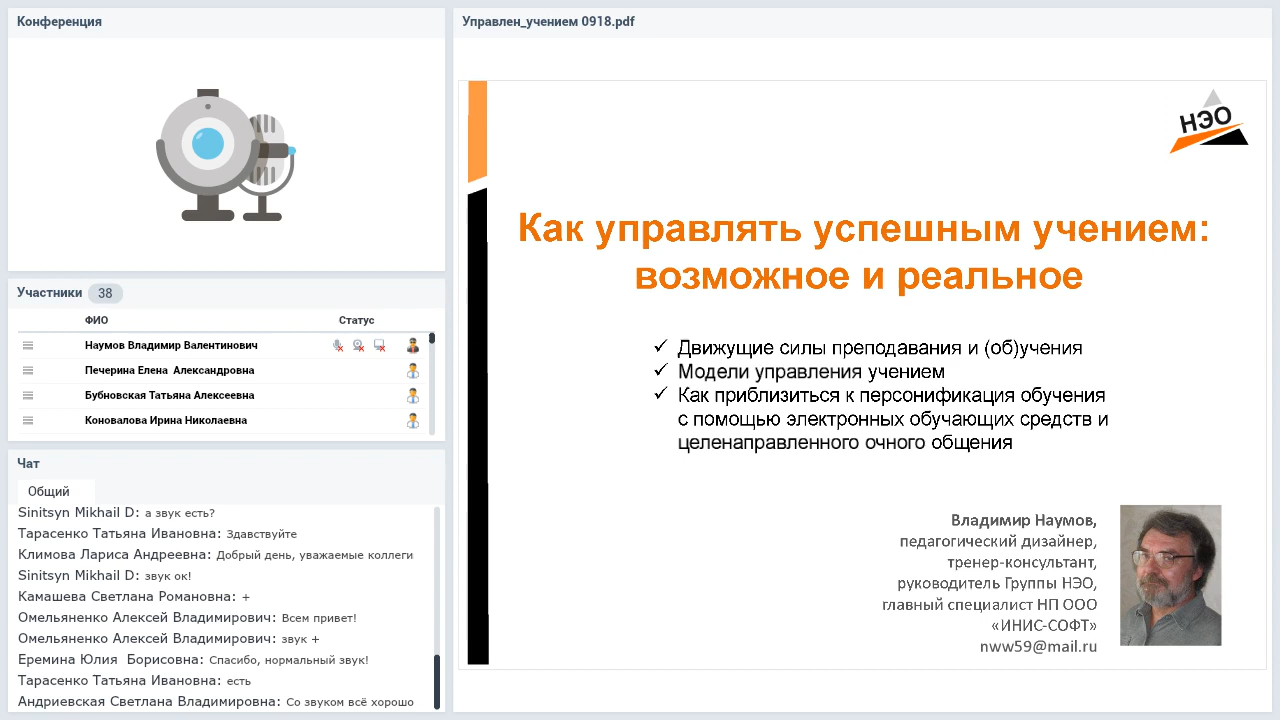 Конференция
Участники 38
ФИО Статус
Наумов Владимир Валентинович
Печерина Елена Александровна
Бубновская Татьяна Алексеевна
Коновалова Ирина Николаевна
Чат
Общий
Sinitsyn Mikhail D: а звук есть?
Тарасенко Татьяна Ивановна: Здавствуйте
Климова Лариса Андреевна: Добрый день, уважаемые коллеги
Sinitsyn Mikhail D: звук ок!
Камашева Светлана Романовна: +
Омельяненко Алексей Владимирович: Всем привет!
Омельяненко Алексей Владимирович: звук +
Еремина Юлия Борисовна: Спасибо, нормальный звук!
Тарасенко Татьяна Ивановна: есть
Андриевская Светлана Владимировна: Со звуком всё хорошо
Управлен_учением 0918.pdf
НЭО
Как управлять успешным учением:
возможное и реальное
✓ Движущие силы преподавания и (об)учения
✓ Модели управления учением
✓ Как приблизиться к персонификация обучения
с помощью электронных обучающих средств и
целенаправленного очного общения
Владимир Наумов,
педагогический дизайнер,
тренер-консультант,
руководитель Группы НЭО,
главный специалист НП ООО
«ИНИС-СОФТ»
nww59@mail.ru